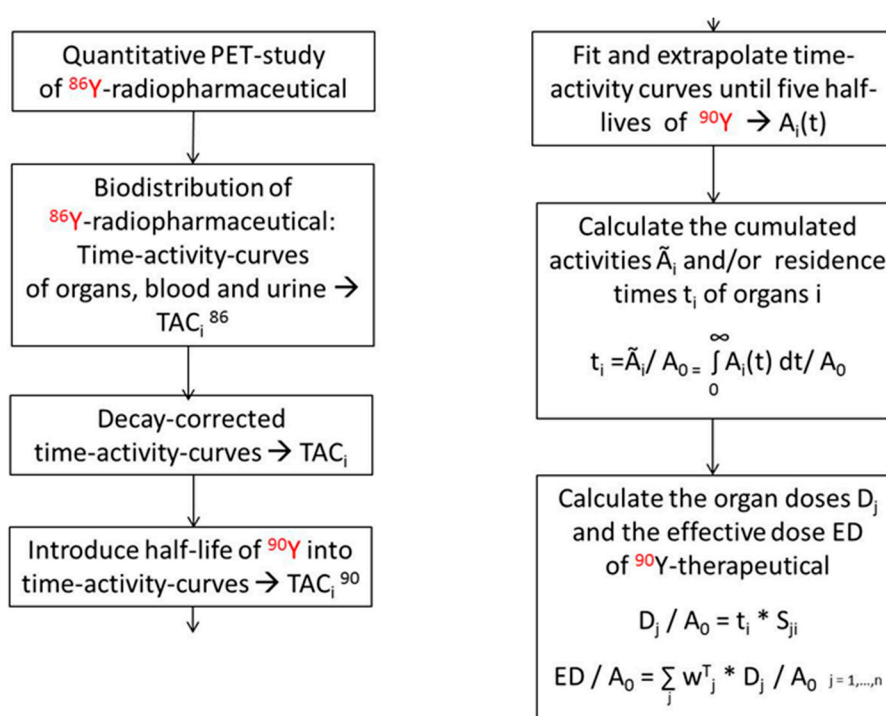 Quantitative PET-study
of ⁸⁶Y-radiopharmaceutical
Biodistribution of
⁸⁶Y-radiopharmaceutical:
Time-activity-curves
of organs, blood and urine →
TACᵢ ⁸⁶
Decay-corrected
time-activity-curves → TACᵢ
Introduce half-life of ⁹⁰Y into
time-activity-curves → TACᵢ ⁹⁰
Fit and extrapolate time-
activity curves until five half-
lives of ⁹⁰Y → Aᵢ(t)
Calculate the cumulated
activities Ãᵢ and/or residence
times tᵢ of organs i
tᵢ =Ãᵢ/ A₀ = ∫₀^∞ Aᵢ(t) dt/ A₀
Calculate the organ doses Dⱼ
and the effective dose ED
of ⁹⁰Y-therapeutical
Dⱼ / A₀ = tᵢ * Sⱼᵢ
ED / A₀ = ∑ⱼ wᵀⱼ * Dⱼ / A₀ j = 1,...,n